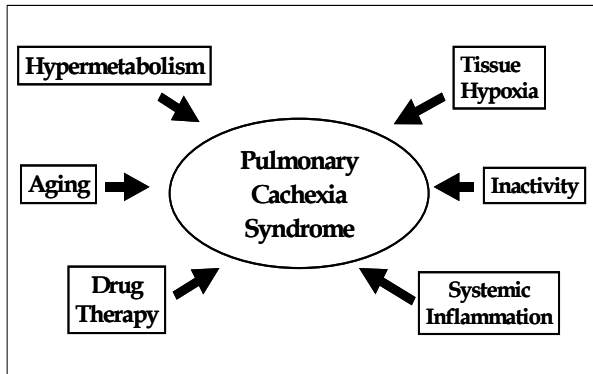 Hypermetabolism
Tissue
Hypoxia
Pulmonary
Cachexia
Syndrome
Aging
Inactivity
Drug
Therapy
Systemic
Inflammation